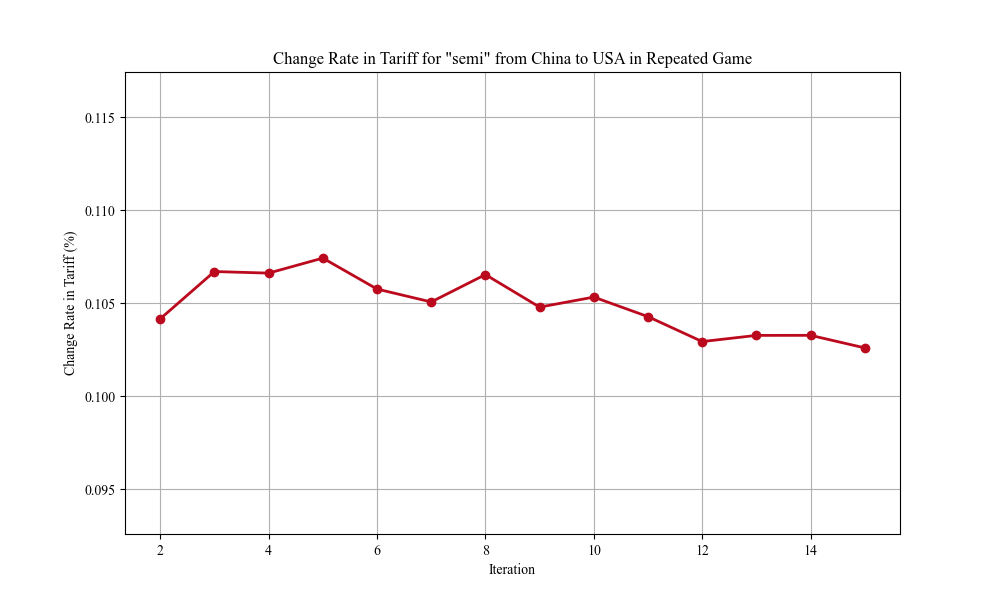 Change Rate in Tariff for "semi" from China to USA in Repeated Game
Change Rate in Tariff (%)
0.115
0.110
0.105
0.100
0.095
2 4 6 8 10 12 14
Iteration